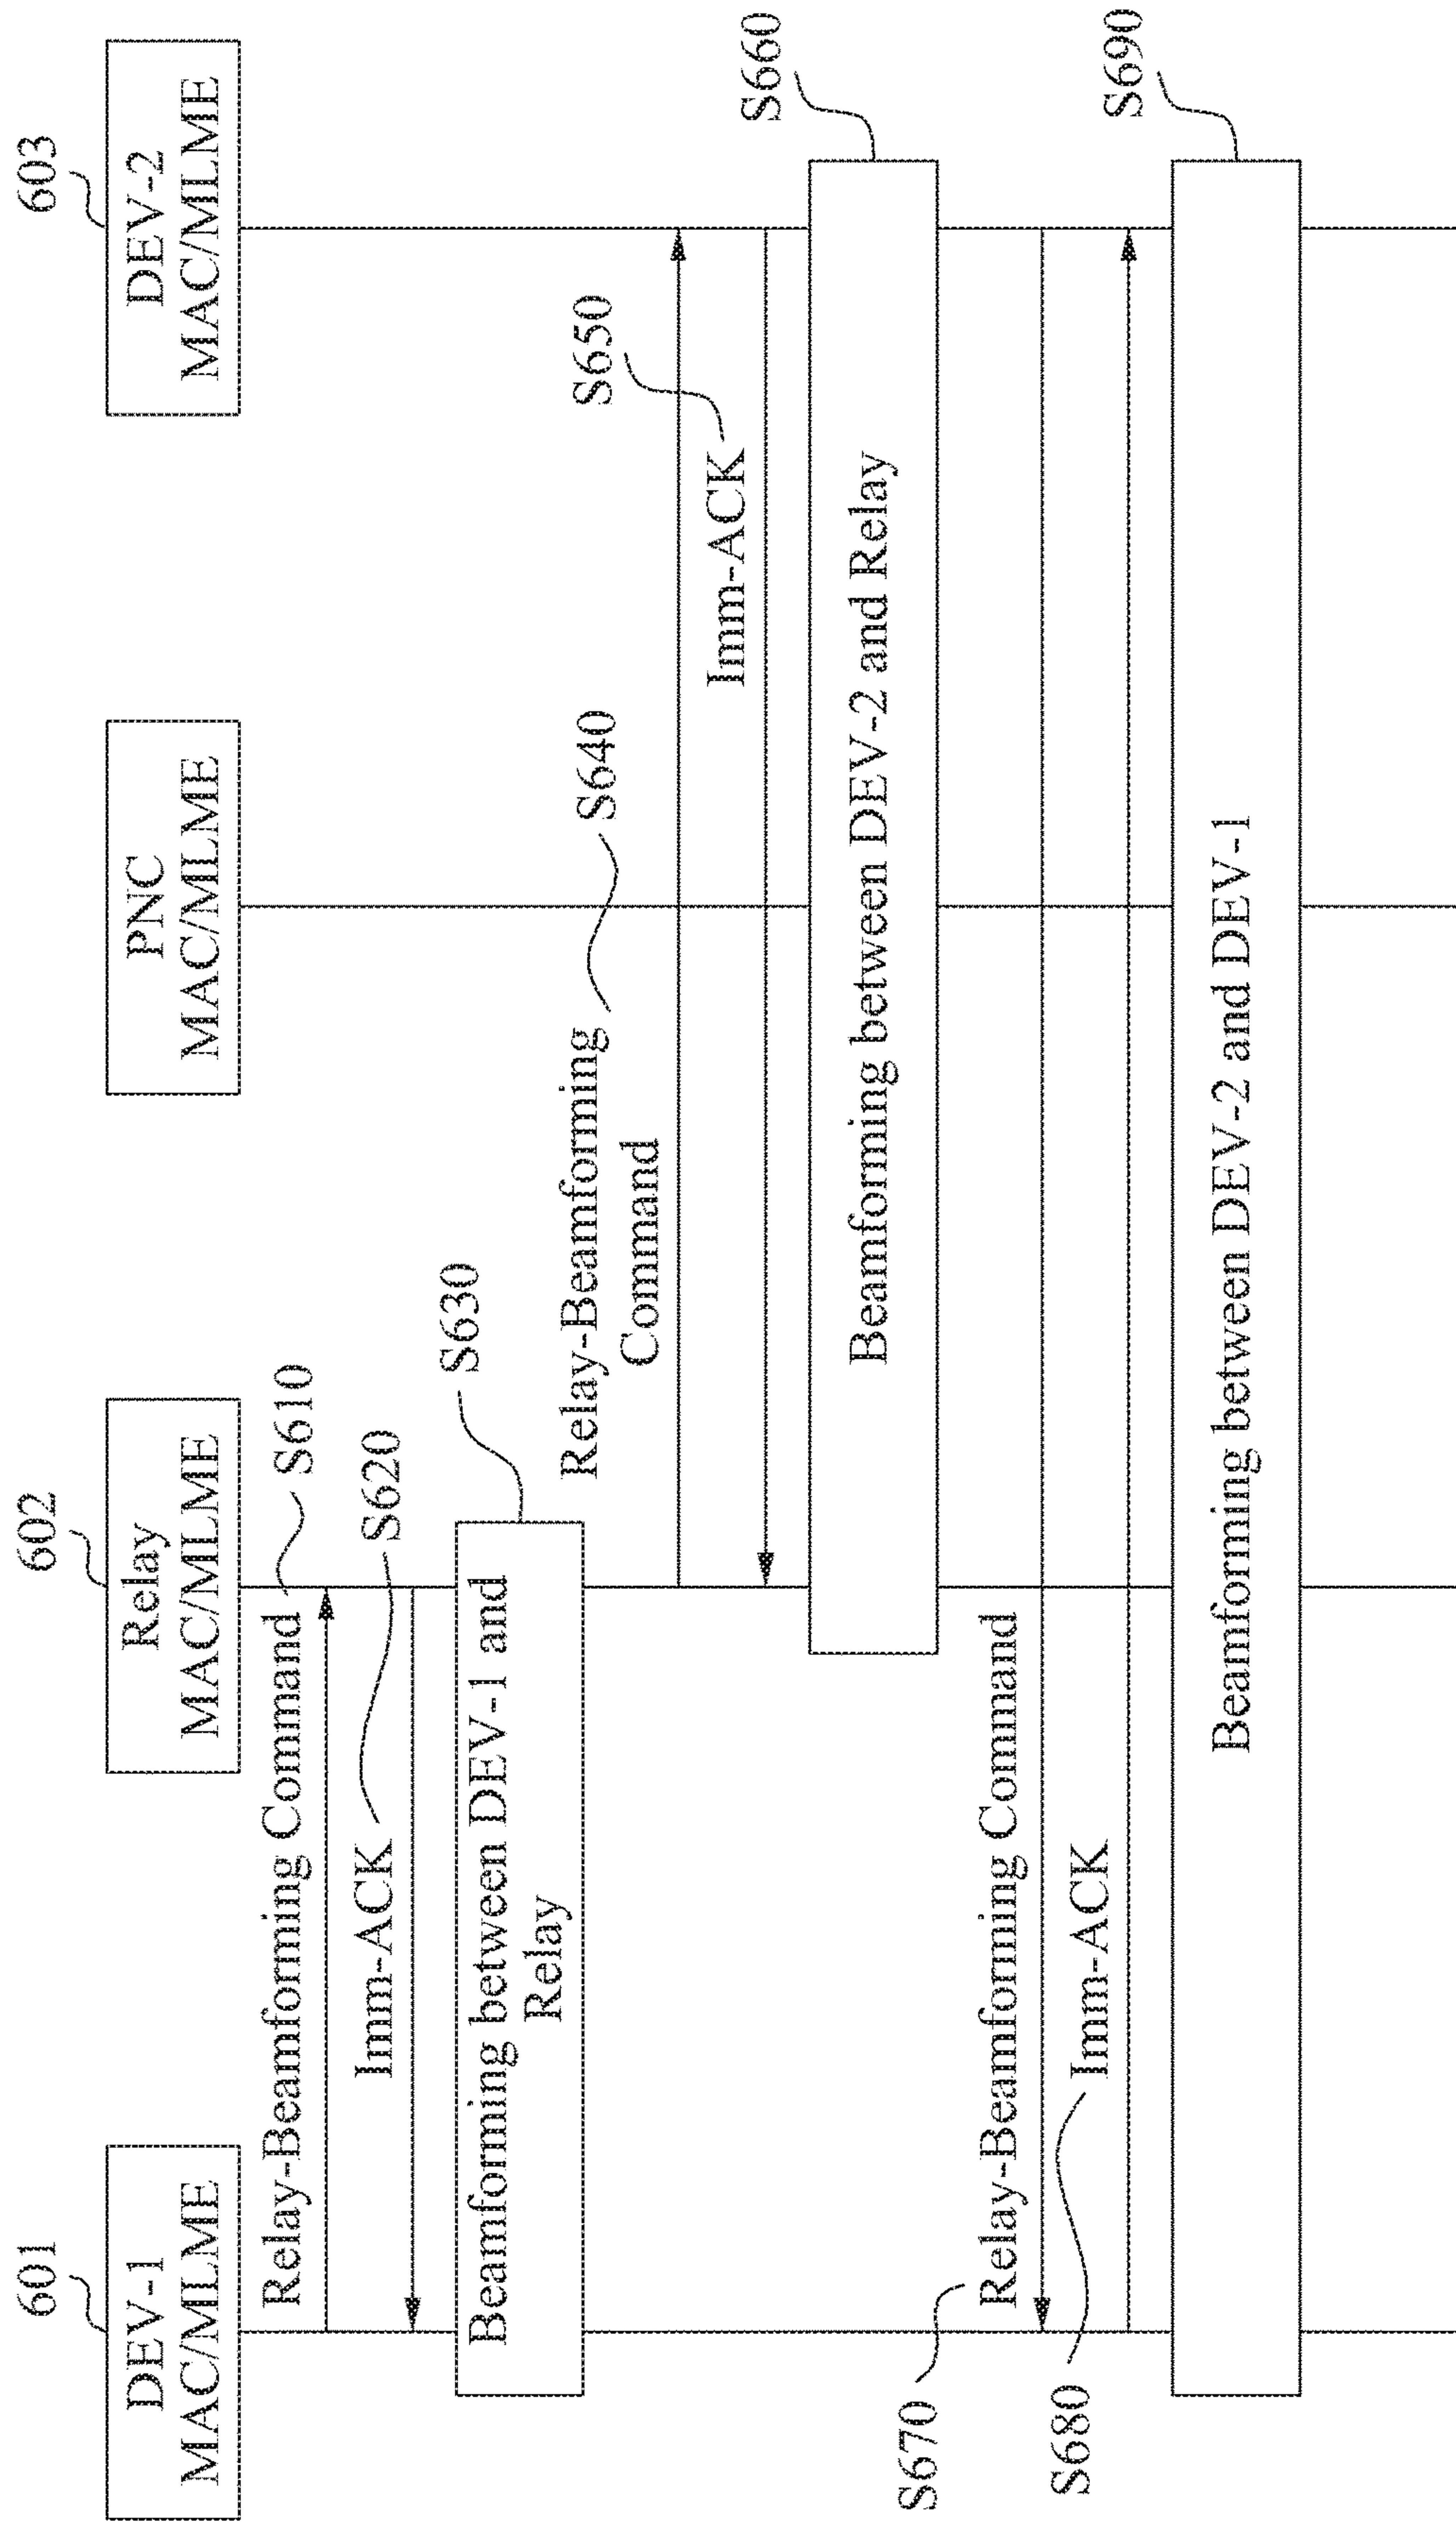 601
DEV-1
MAC/MLME
602
Relay
MAC/MLME
PNC
MAC/MLME
603
DEV-2
MAC/MLME
Relay-Beamforming Command
S610
Imm-ACK
S620
Beamforming between DEV-1 and
Relay
S630
Relay-Beamforming
Command
S640
Imm-ACK
S650
Beamforming between DEV-2 and Relay
S660
S670
Relay-Beamforming Command
S680
Imm-ACK
Beamforming between DEV-2 and DEV-1
S690